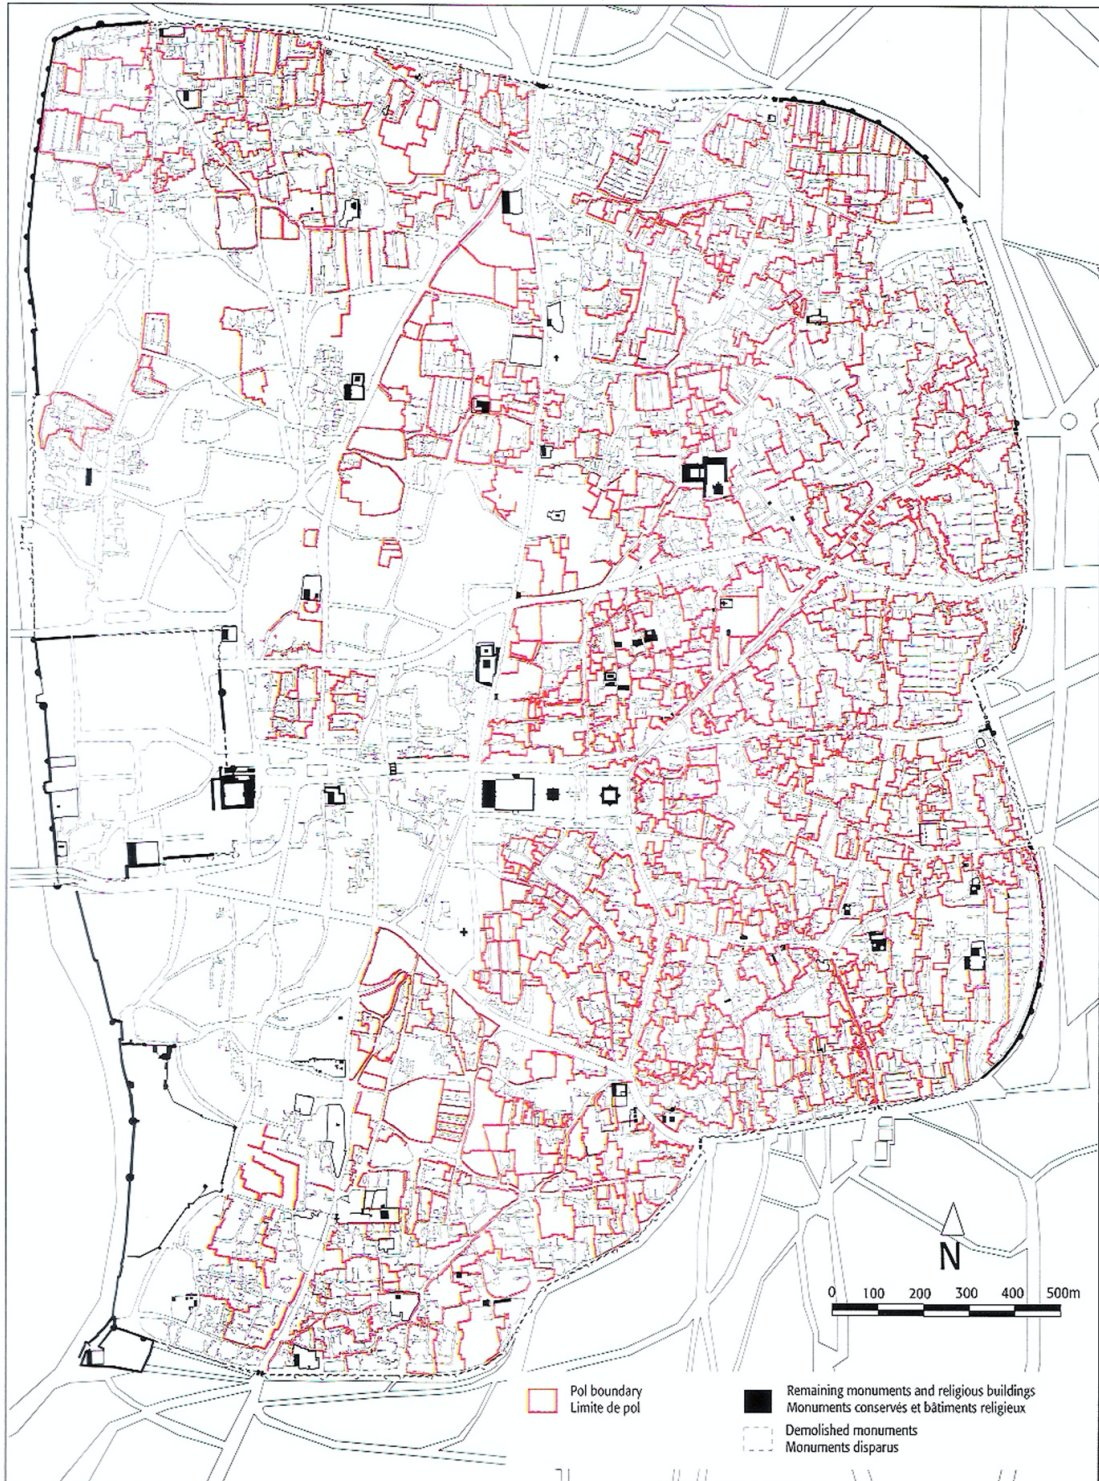 N
0 100 200 300 400 500m
Pol boundary
Limite de pol
Remaining monuments and religious buildings
Monuments conservés et bâtiments religieux
Demolished monuments
Monuments disparus